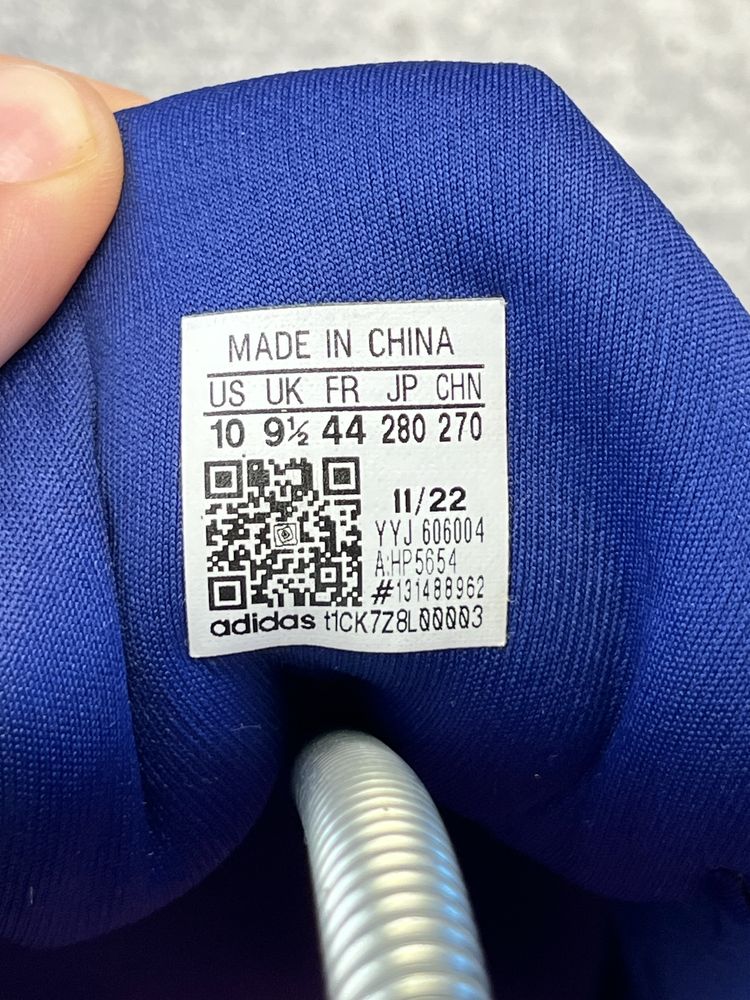 MADE IN CHINA
US UK FR JP CHN
10 9½ 44 280 270
11/22
YYJ 606004
A:HP5654
#131488962
adidas t1CK7Z8L00003